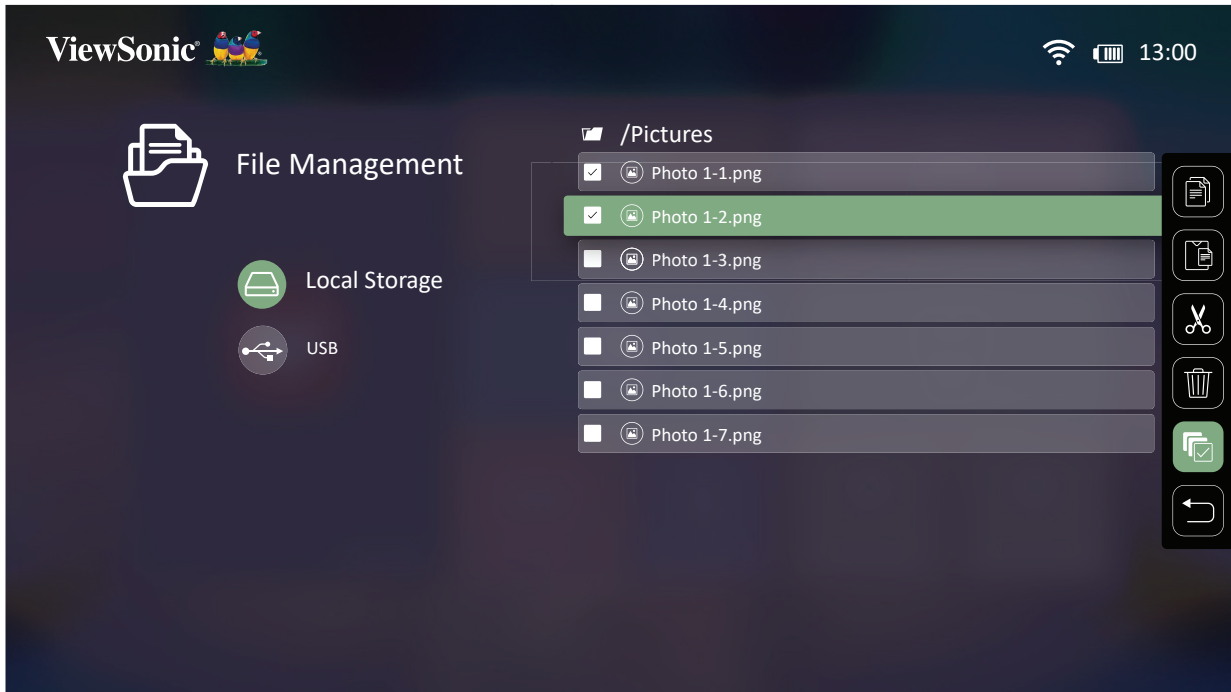 ViewSonic®
13:00
File Management
Local Storage
USB
/Pictures
Photo 1-1.png
Photo 1-2.png
Photo 1-3.png
Photo 1-4.png
Photo 1-5.png
Photo 1-6.png
Photo 1-7.png